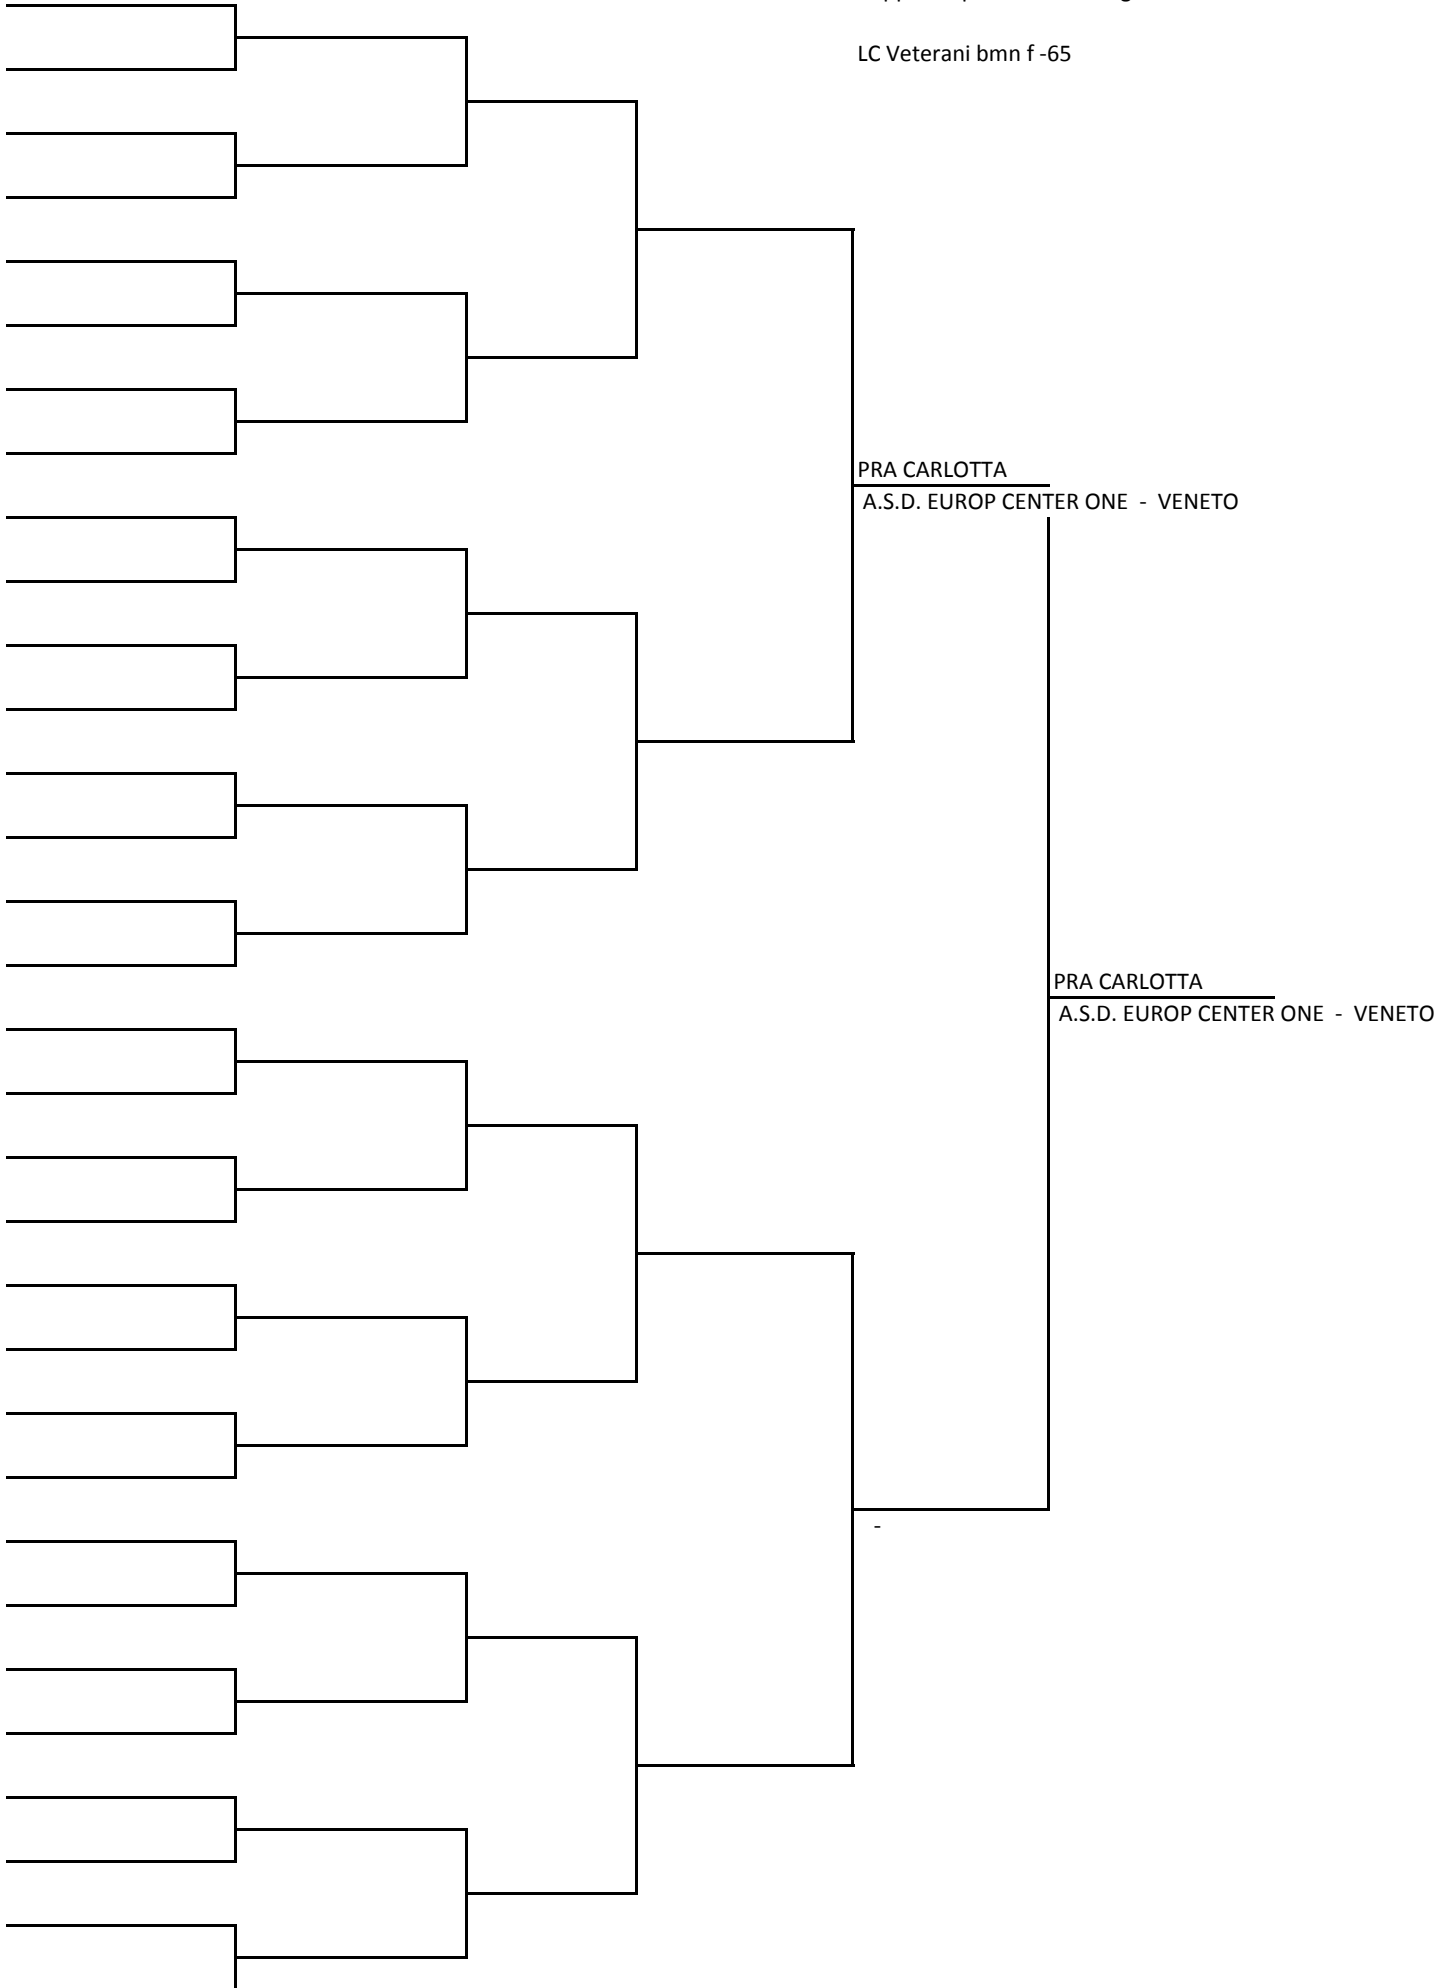 LC Veterani bmn f -65
PRA CARLOTTA
A.S.D. EUROP CENTER ONE - VENETO
PRA CARLOTTA
A.S.D. EUROP CENTER ONE - VENETO
-